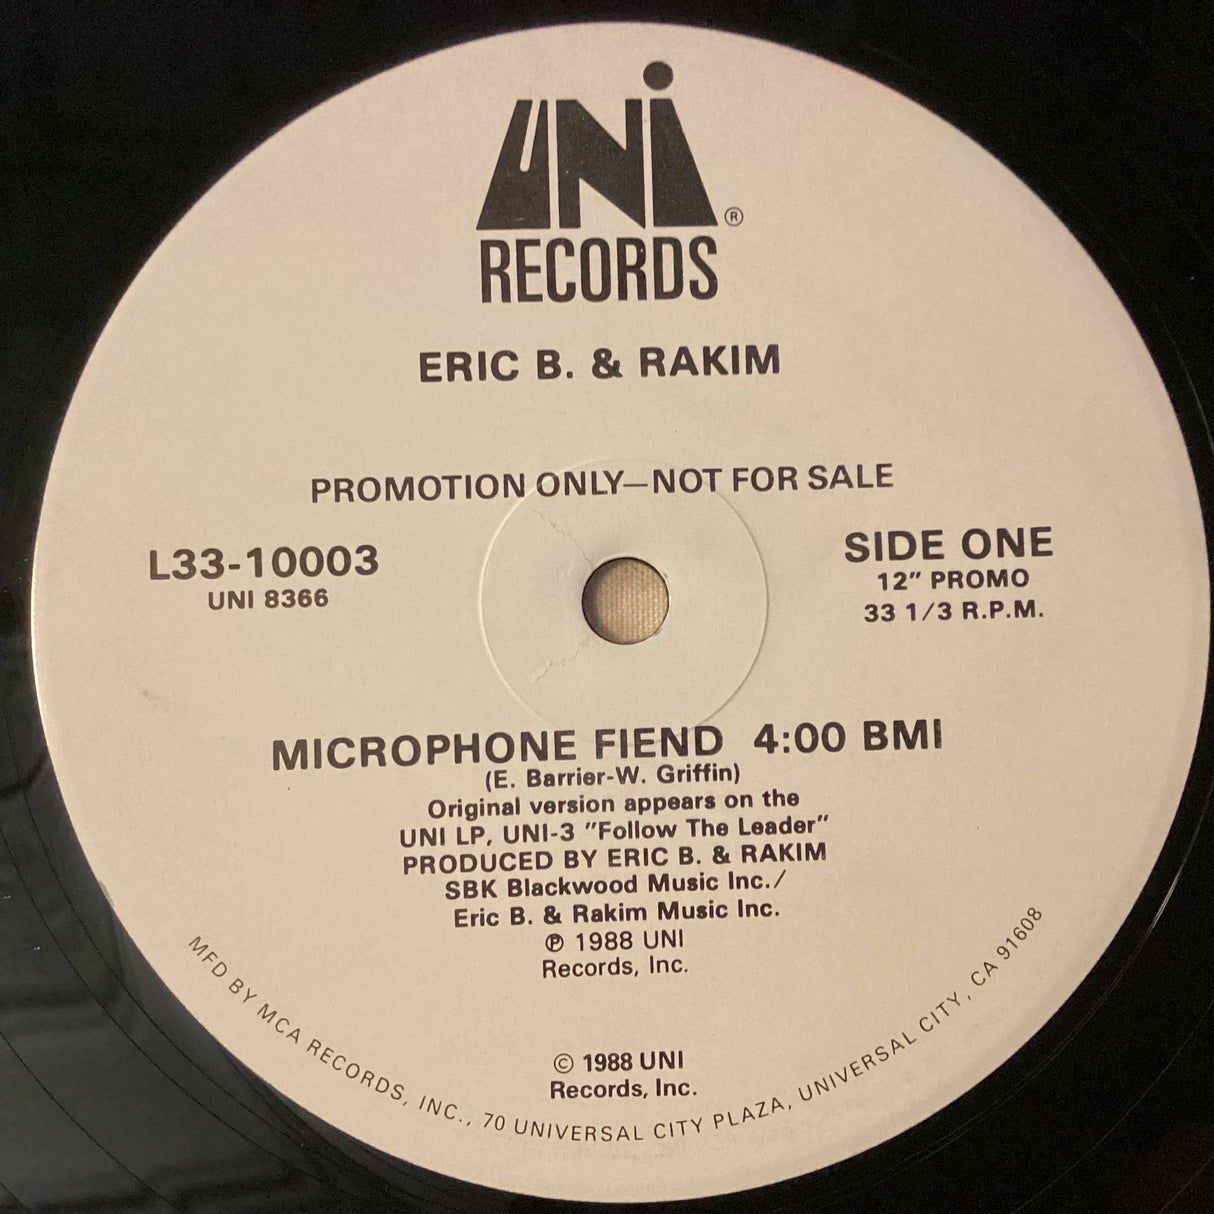 UNi ®
RECORDS
ERIC B. & RAKIM
PROMOTION ONLY—NOT FOR SALE
L33-10003
UNI 8366
SIDE ONE
12" PROMO
33 1/3 R.P.M.
MICROPHONE FIEND 4:00 BMI
(E. Barrier-W. Griffin)
Original version appears on the
UNI LP, UNI-3 "Follow The Leader"
PRODUCED BY ERIC B. & RAKIM
SBK Blackwood Music Inc./
Eric B. & Rakim Music Inc.
℗ 1988 UNI
Records, Inc.
© 1988 UNI
Records, Inc.
MFD BY MCA RECORDS, INC., 70 UNIVERSAL CITY PLAZA, UNIVERSAL CITY, CA 91608